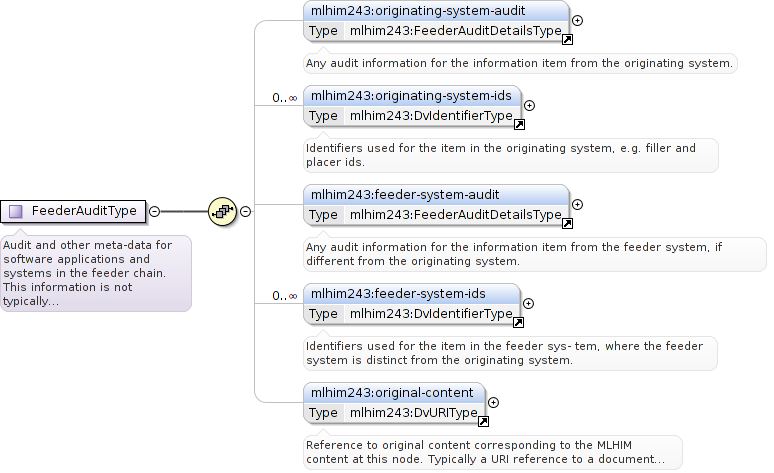 mlhim243:originating-system-audit
Type mlhim243:FeederAuditDetailsType
Any audit information for the information item from the originating system.
0..∞
mlhim243:originating-system-ids
Type mlhim243:DvIdentifierType
Identifiers used for the item in the originating system, e.g. filler and
placer ids.
mlhim243:feeder-system-audit
Type mlhim243:FeederAuditDetailsType
Any audit information for the information item from the feeder system, if
different from the originating system.
FeederAuditType
Audit and other meta-data for
software applications and
systems in the feeder chain.
This information is not
typically...
0..∞
mlhim243:feeder-system-ids
Type mlhim243:DvIdentifierType
Identifiers used for the item in the feeder sys- tem, where the feeder
system is distinct from the originating system.
mlhim243:original-content
Type mlhim243:DvURIType
Reference to original content corresponding to the MLHIM
content at this node. Typically a URI reference to a document...